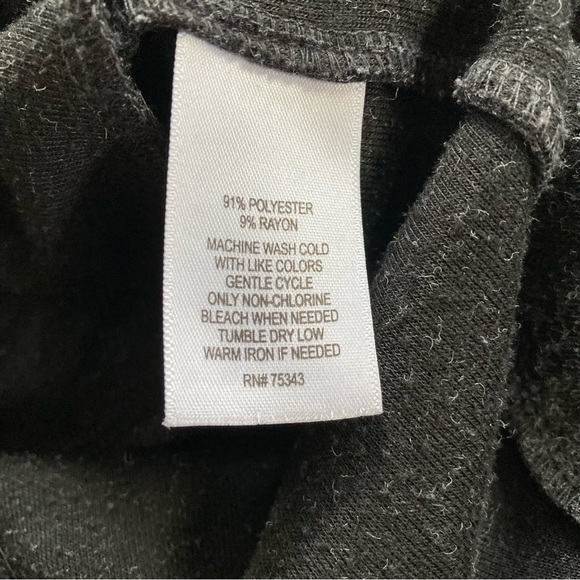 91% POLYESTER
9% RAYON
MACHINE WASH COLD
WITH LIKE COLORS
GENTLE CYCLE
ONLY NON-CHLORINE
BLEACH WHEN NEEDED
TUMBLE DRY LOW
WARM IRON IF NEEDED
RN# 75343